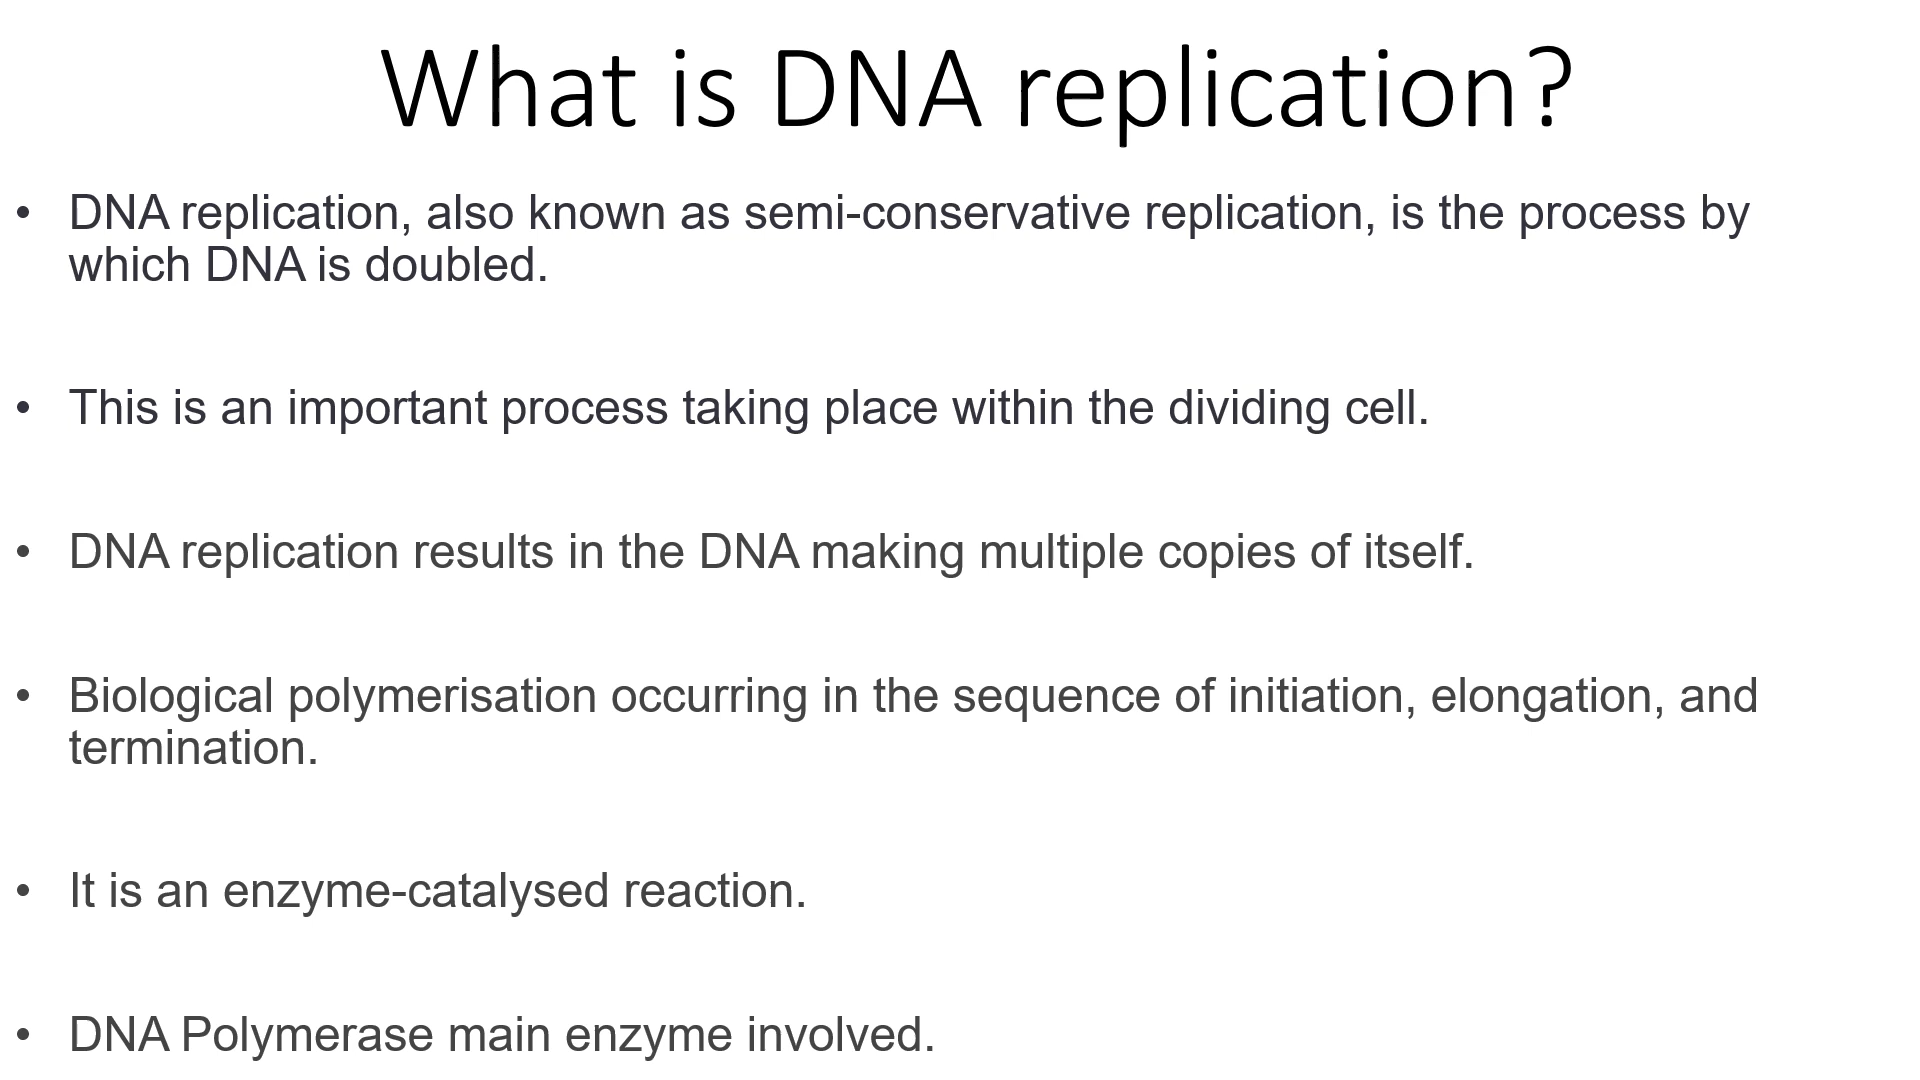 What is DNA replication?
• DNA replication, also known as semi-conservative replication, is the process by
which DNA is doubled.
• This is an important process taking place within the dividing cell.
• DNA replication results in the DNA making multiple copies of itself.
• Biological polymerisation occurring in the sequence of initiation, elongation, and
termination.
• It is an enzyme-catalysed reaction.
• DNA Polymerase main enzyme involved.